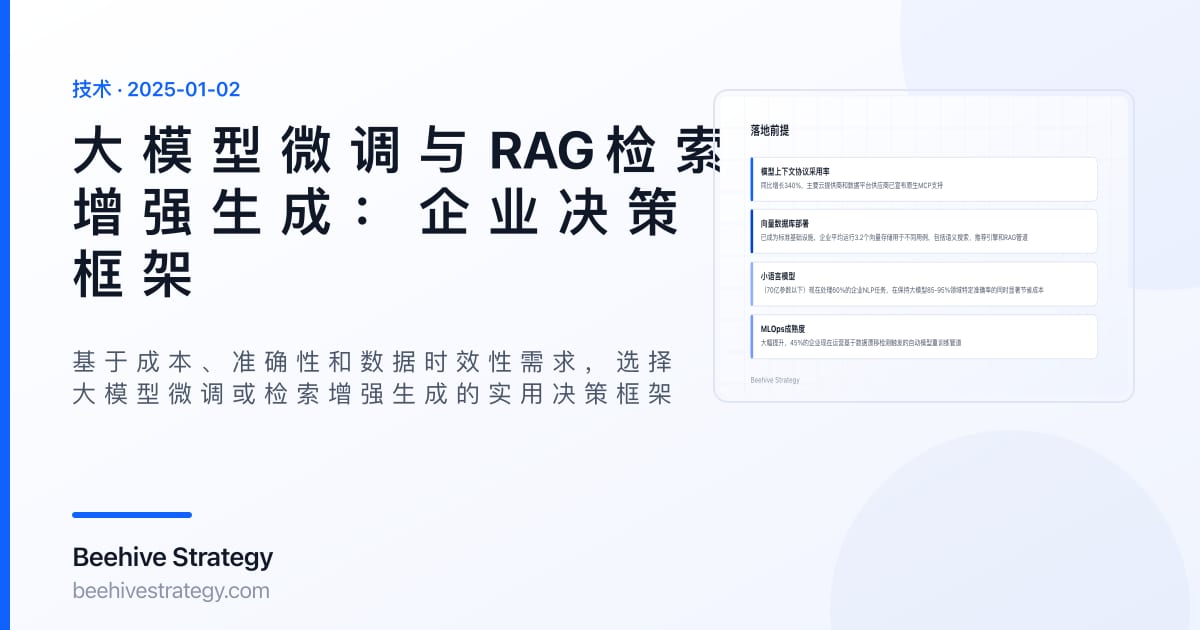 技术 · 2025-01-02
大模型微调与RAG检索
增强生成：企业决策
框架
基于成本、准确性和数据时效性需求，选择
大模型微调或检索增强生成的实用决策框架
Beehive Strategy
beehivestrategy.com
落地前提
模型上下文协议采用率
同比增长340%，主要云提供商和数据平台供应商已宣布原生MCP支持
向量数据库部署
已成为标准基础设施，企业平均运行3.2个向量存储用于不同用例，包括语义搜索、推荐引擎和RAG管道
小语言模型
（70亿参数以下）现在处理60%的企业NLP任务，在保持大模型85-95%领域特定准确率的同时显著节省成本
MLOps成熟度
大幅提升，45%的企业现在运营基于数据漂移检测触发的自动模型重训练管道
Beehive Strategy